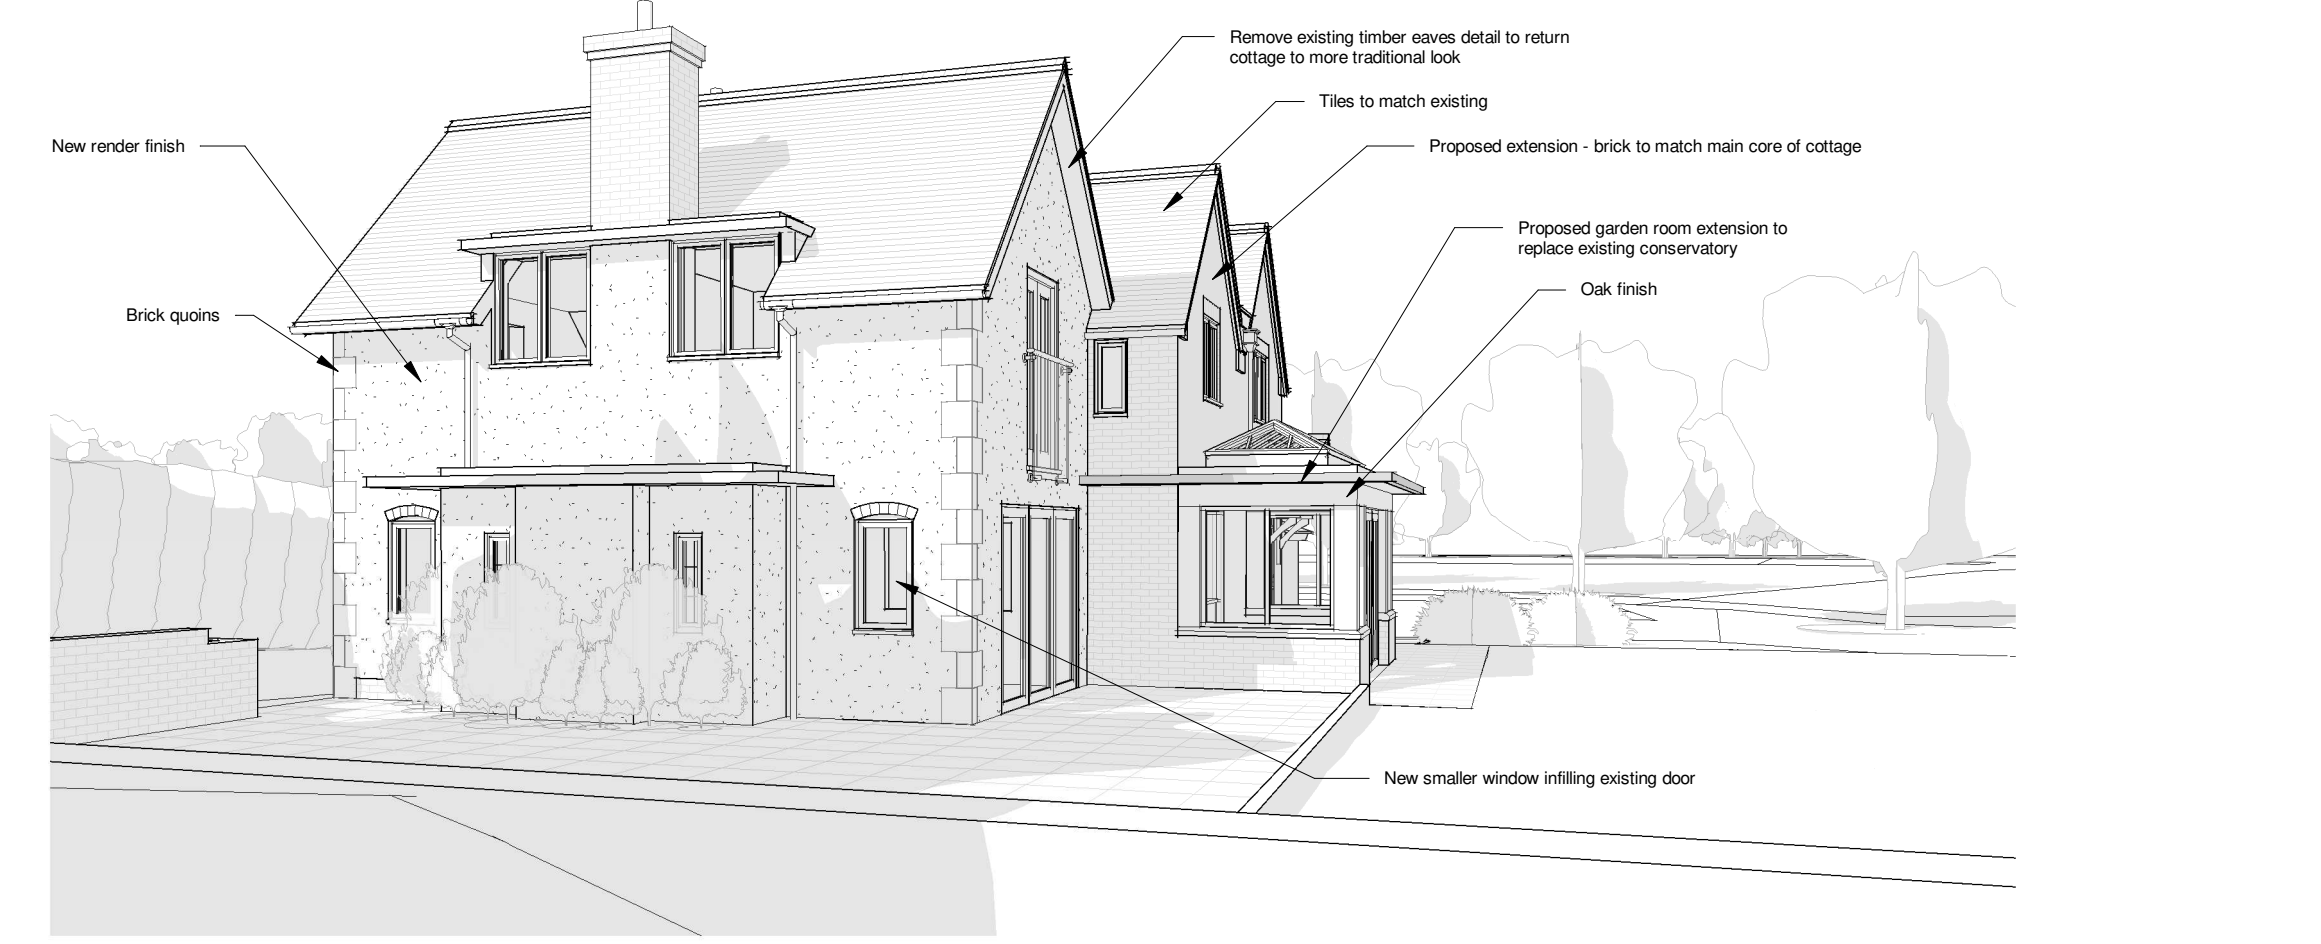 Remove existing timber eaves detail to return
cottage to more traditional look
Tiles to match existing
New render finish
Proposed extension - brick to match main core of cottage
Proposed garden room extension to
replace existing conservatory
Oak finish
Brick quoins
New smaller window infilling existing door